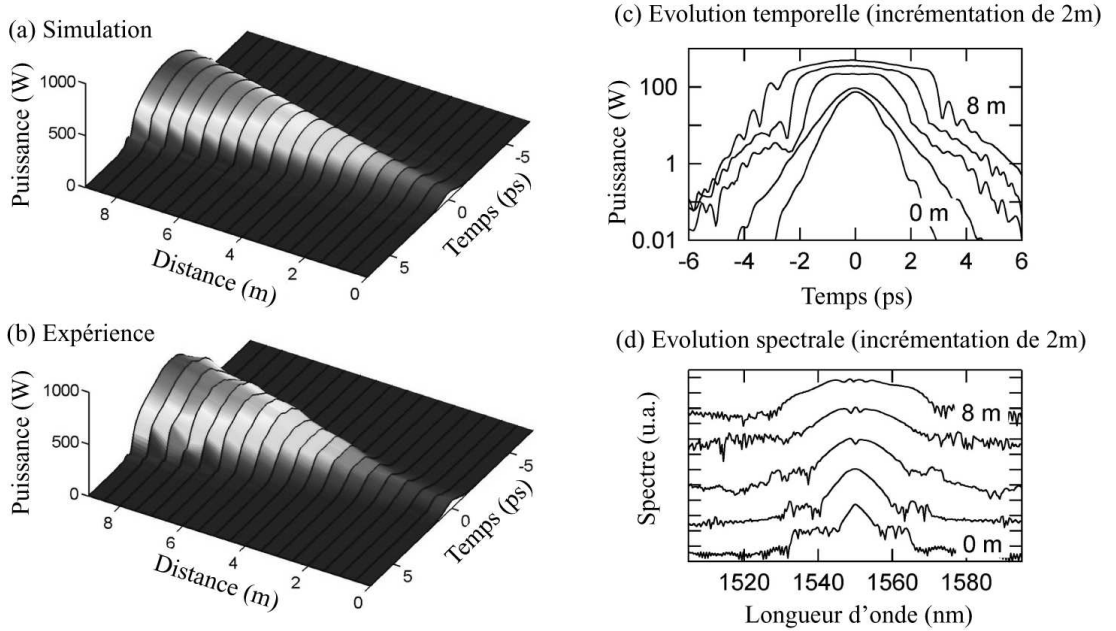 (a) Simulation
Puissance (W)
1000
500
0
8
6
4
2
0
Distance (m)
-5
0
5
Temps (ps)
(b) Expérience
Puissance (W)
1000
500
0
8
6
4
2
0
Distance (m)
-5
0
5
Temps (ps)
(c) Evolution temporelle (incrémentation de 2m)
Puissance (W)
100
1
0.01
8 m
0 m
-6 -4 -2 0 2 4 6
Temps (ps)
(d) Evolution spectrale (incrémentation de 2m)
Spectre (u.a.)
8 m
0 m
1520 1540 1560 1580
Longueur d'onde (nm)